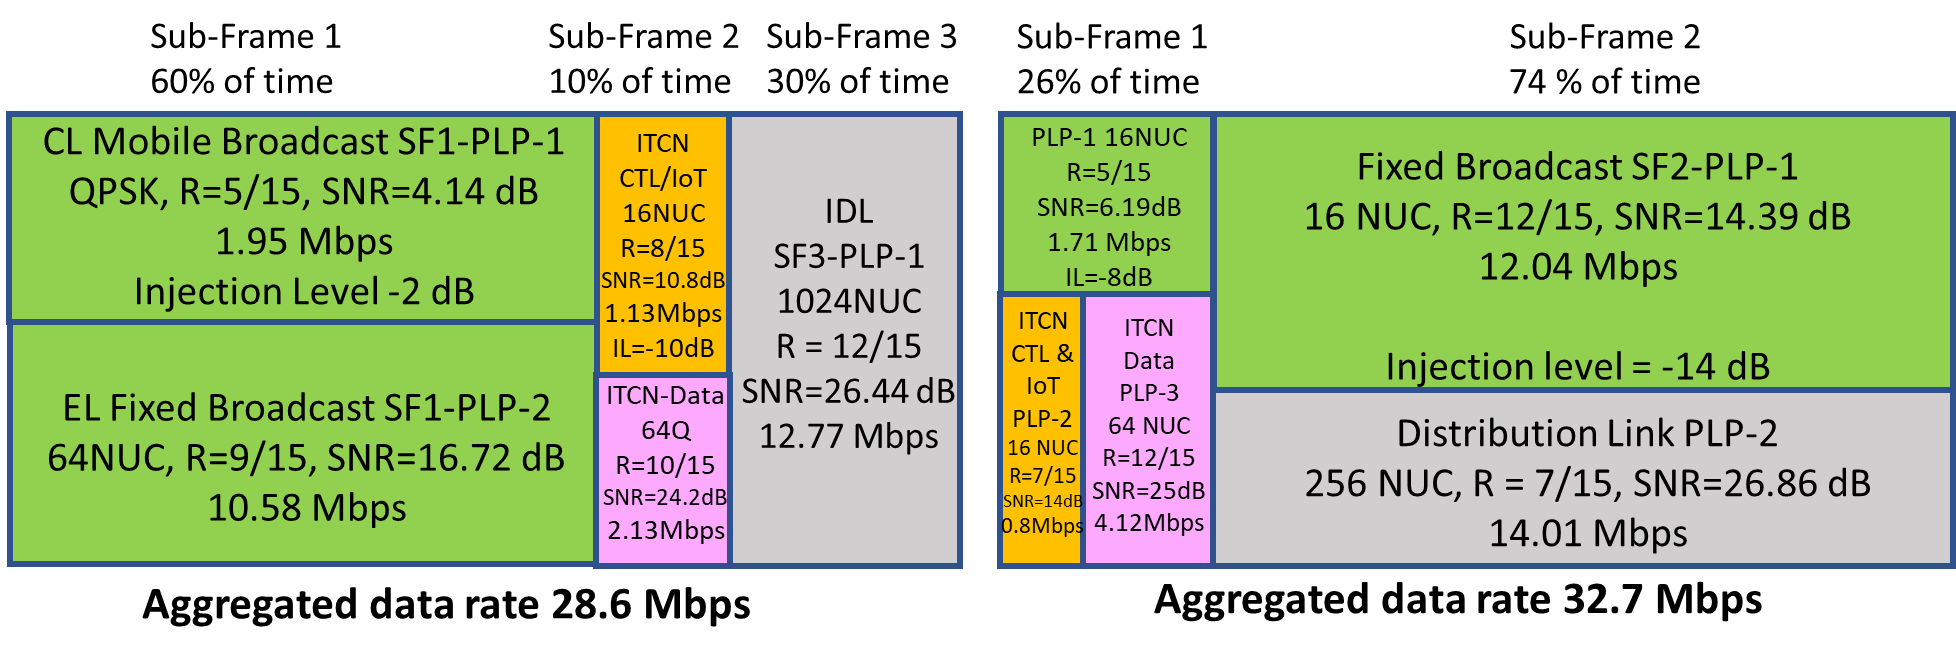 Sub-Frame 1
60% of time
Sub-Frame 2
10% of time
Sub-Frame 3
30% of time
CL Mobile Broadcast SF1-PLP-1
QPSK, R=5/15, SNR=4.14 dB
1.95 Mbps
Injection Level -2 dB
EL Fixed Broadcast SF1-PLP-2
64NUC, R=9/15, SNR=16.72 dB
10.58 Mbps
ITCN
CTL/IoT
16NUC
R=8/15
SNR=10.8dB
1.13Mbps
IL=-10dB
ITCN-Data
64Q
R=10/15
SNR=24.2dB
2.13Mbps
IDL
SF3-PLP-1
1024NUC
R = 12/15
SNR=26.44 dB
12.77 Mbps
Aggregated data rate 28.6 Mbps
Sub-Frame 1
26% of time
Sub-Frame 2
74 % of time
PLP-1 16NUC
R=5/15
SNR=6.19dB
1.71 Mbps
IL=-8dB
ITCN
CTL &
IoT
PLP-2
16 NUC
R=7/15
SNR=14dB
0.8Mbps
ITCN
Data
PLP-3
64 NUC
R=12/15
SNR=25dB
4.12Mbps
Fixed Broadcast SF2-PLP-1
16 NUC, R=12/15, SNR=14.39 dB
12.04 Mbps
Injection level = -14 dB
Distribution Link PLP-2
256 NUC, R = 7/15, SNR=26.86 dB
14.01 Mbps
Aggregated data rate 32.7 Mbps